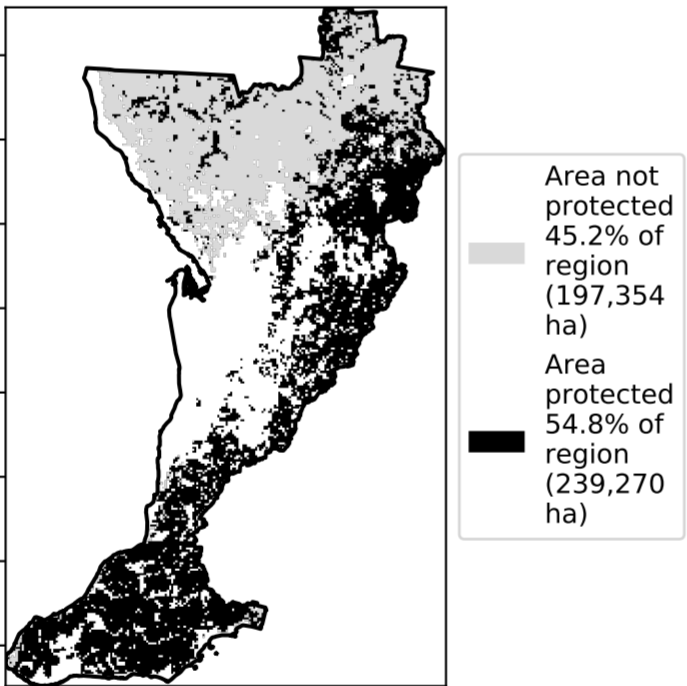 Area not
protected
45.2% of
region
(197,354
ha)
Area
protected
54.8% of
region
(239,270
ha)